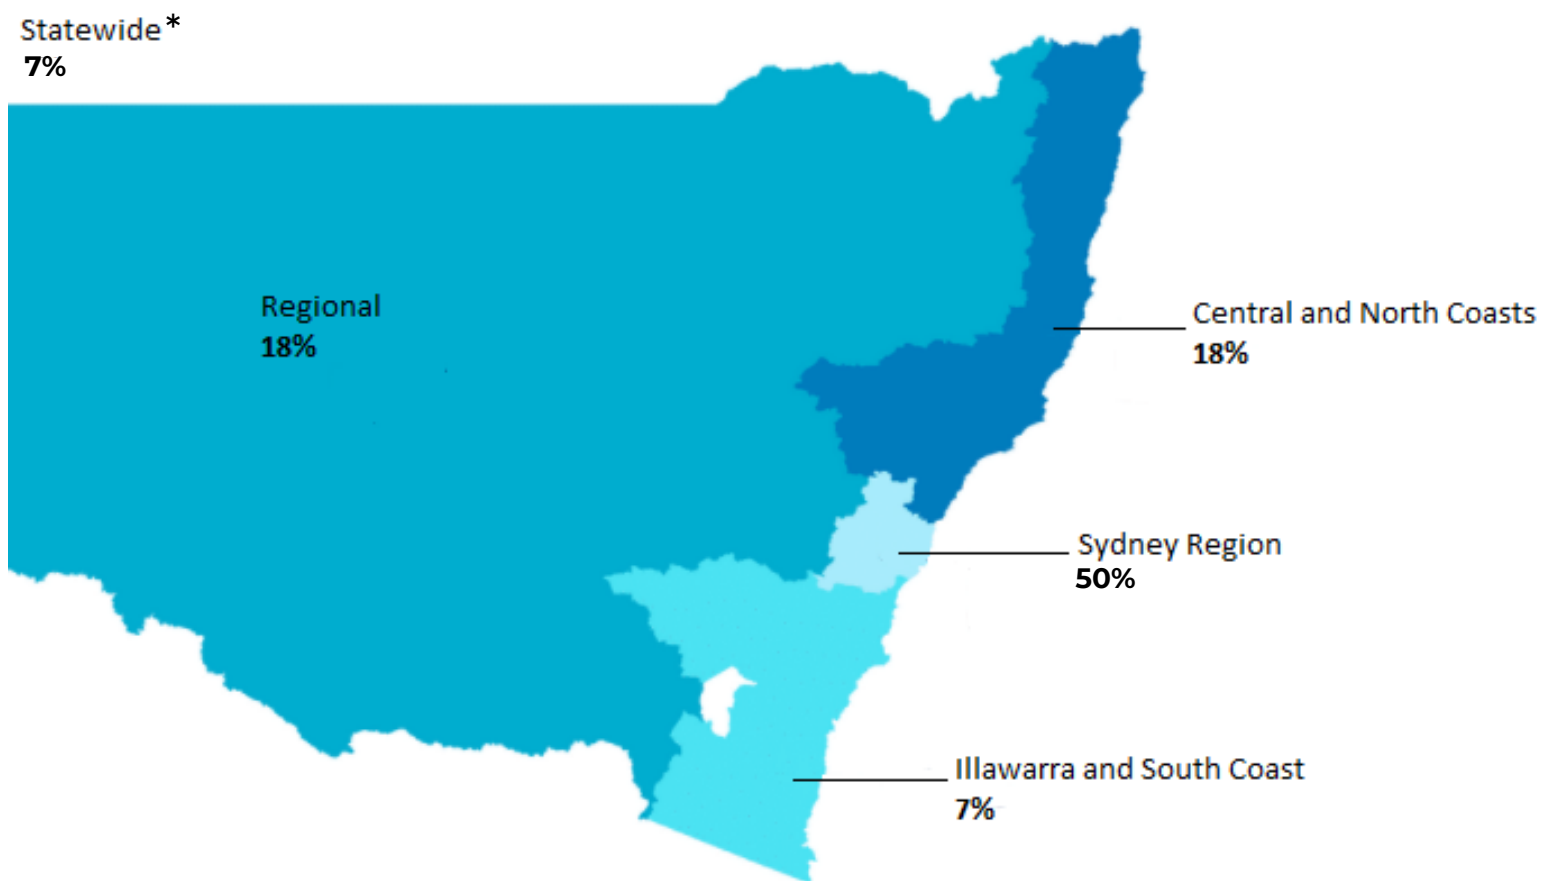 Statewide*
7%
Regional
18%
Central and North Coasts
18%
Sydney Region
50%
Illawarra and South Coast
7%